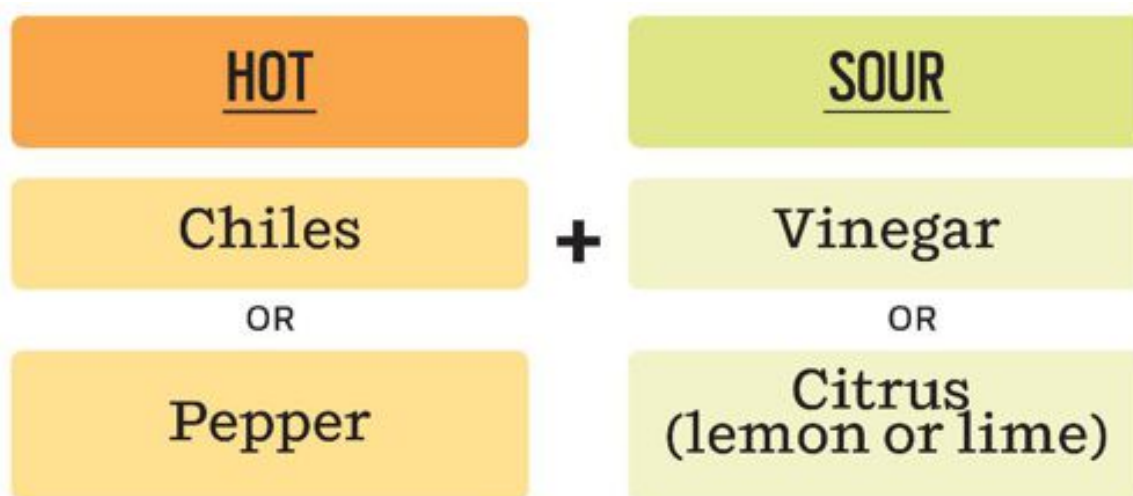 HOT
SOUR
Chiles
+
Vinegar
OR
OR
Pepper
Citrus
(lemon or lime)